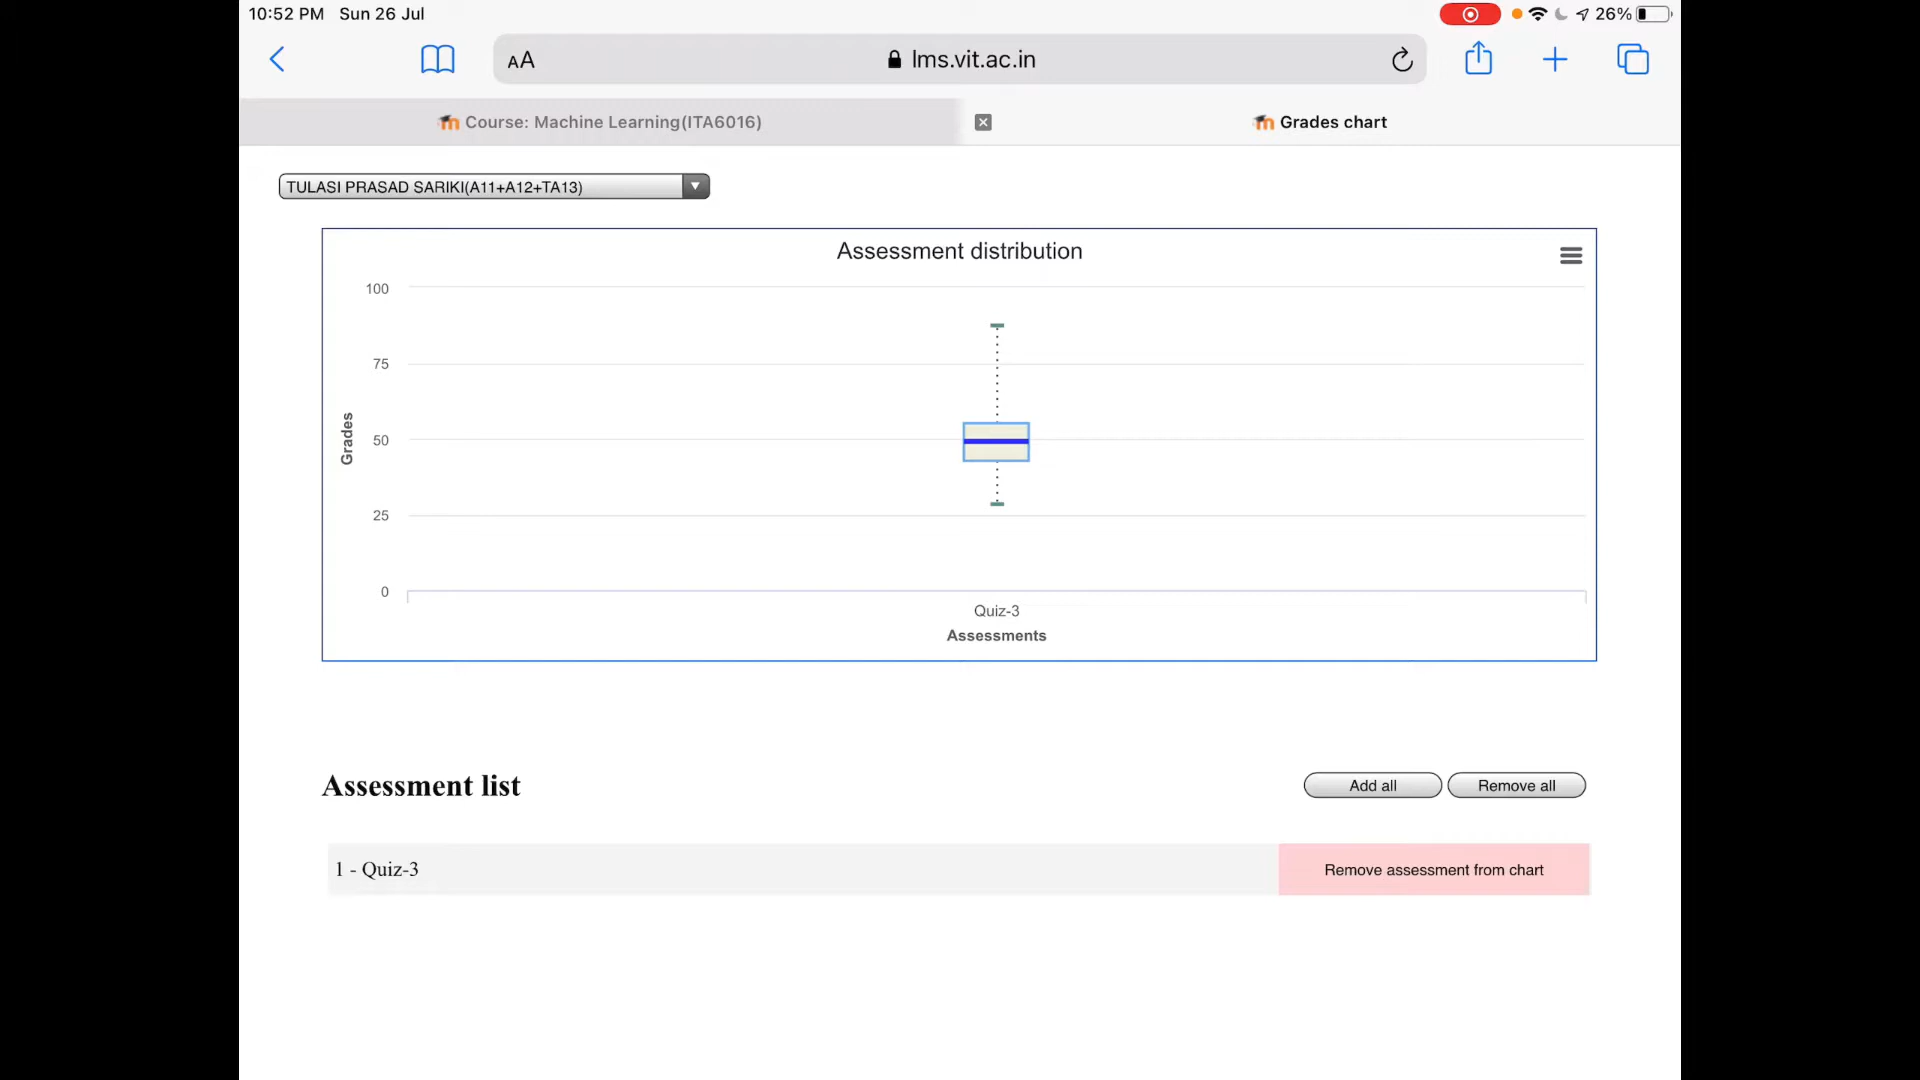 10:52 PM Sun 26 Jul
26%
AA
lms.vit.ac.in
Course: Machine Learning(ITA6016)
Grades chart
TULASI PRASAD SARIKI(A11+A12+TA13)
Assessment distribution
100
75
50
25
0
Grades
Quiz-3
Assessments
Assessment list
Add all
Remove all
1 - Quiz-3
Remove assessment from chart